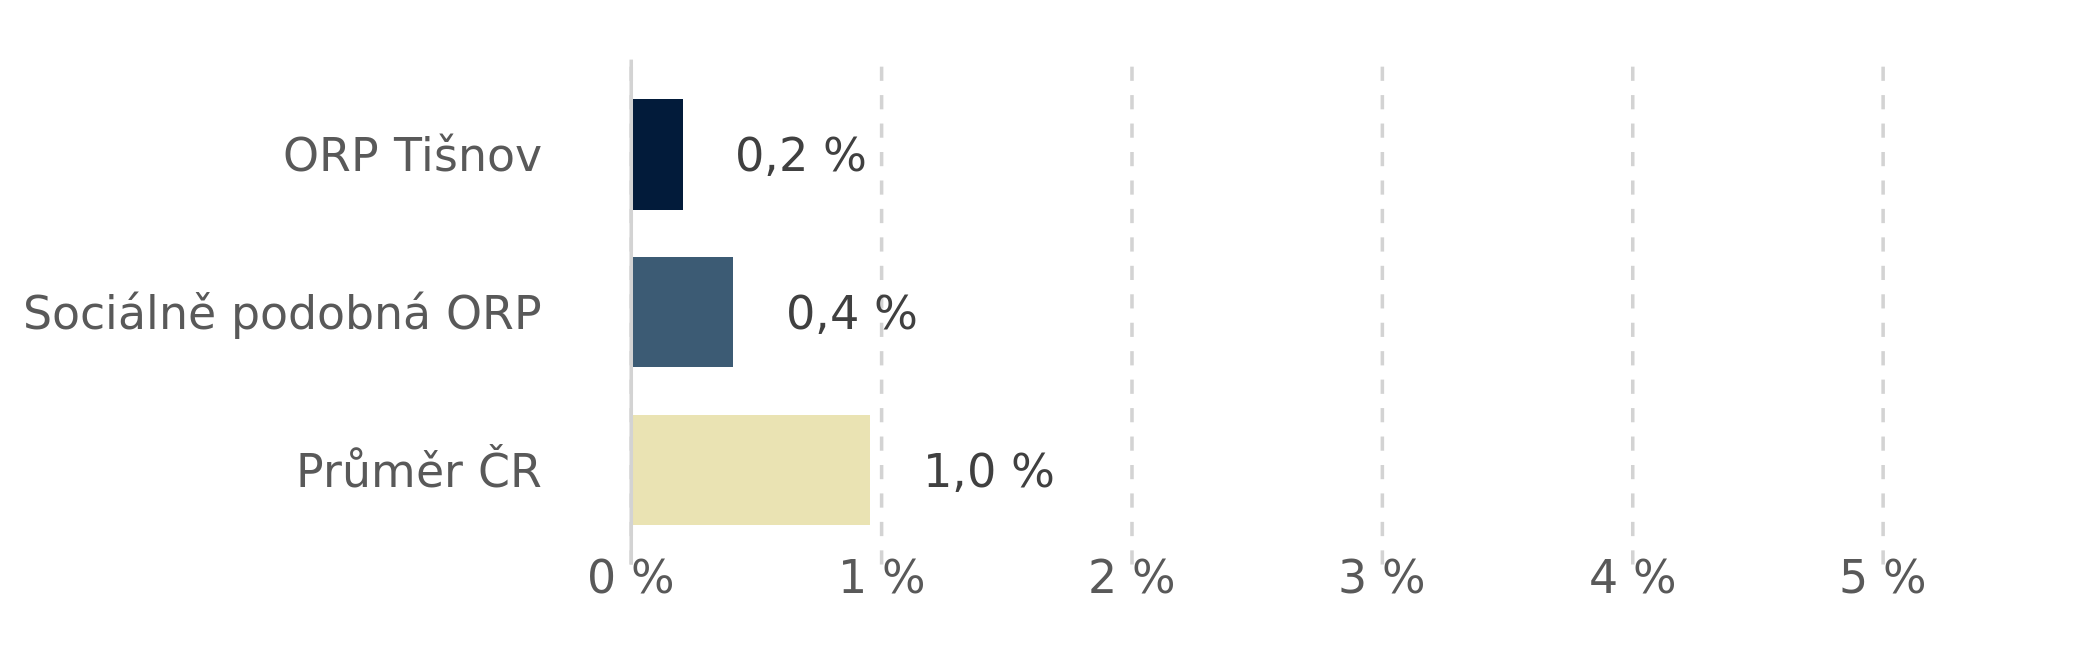 ORP Tišnov 0,2 %
Sociálně podobná ORP 0,4 %
Průměr ČR 1,0 %
0 % 1 % 2 % 3 % 4 % 5 %